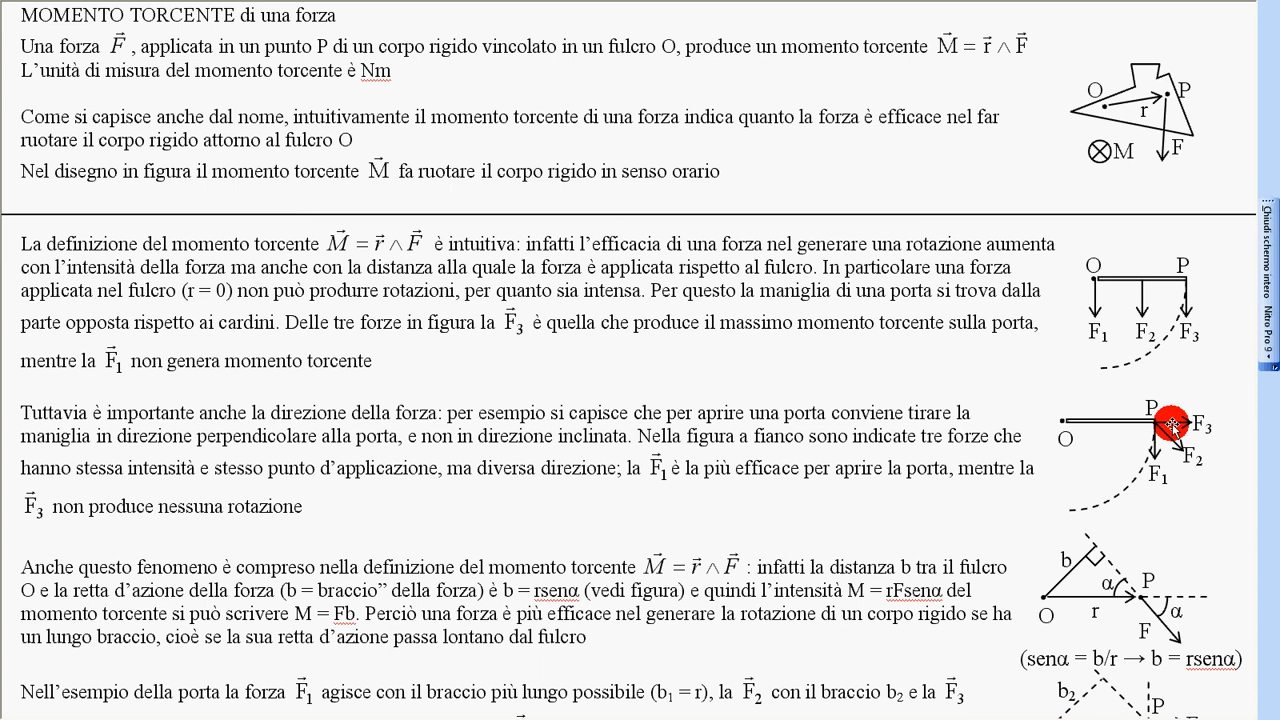 MOMENTO TORCENTE di una forza
Una forza F⃗ , applicata in un punto P di un corpo rigido vincolato in un fulcro O, produce un momento torcente M⃗ = r⃗ ∧ F⃗
L'unità di misura del momento torcente è Nm
O
P
r
F
M
Come si capisce anche dal nome, intuitivamente il momento torcente di una forza indica quanto la forza è efficace nel far
ruotare il corpo rigido attorno al fulcro O
Nel disegno in figura il momento torcente M⃗ fa ruotare il corpo rigido in senso orario
La definizione del momento torcente M⃗ = r⃗ ∧ F⃗ è intuitiva: infatti l'efficacia di una forza nel generare una rotazione aumenta
con l'intensità della forza ma anche con la distanza alla quale la forza è applicata rispetto al fulcro. In particolare una forza
applicata nel fulcro (r = 0) non può produrre rotazioni, per quanto sia intensa. Per questo la maniglia di una porta si trova dalla
parte opposta rispetto ai cardini. Delle tre forze in figura la F⃗₃ è quella che produce il massimo momento torcente sulla porta,
mentre la F⃗₁ non genera momento torcente
O P
F₁ F₂ F₃
Tuttavia è importante anche la direzione della forza: per esempio si capisce che per aprire una porta conviene tirare la
maniglia in direzione perpendicolare alla porta, e non in direzione inclinata. Nella figura a fianco sono indicate tre forze che
hanno stessa intensità e stesso punto d'applicazione, ma diversa direzione; la F⃗₁ è la più efficace per aprire la porta, mentre la
F⃗₃ non produce nessuna rotazione
P
F₃
O
F₂
F₁
Anche questo fenomeno è compreso nella definizione del momento torcente M⃗ = r⃗ ∧ F⃗ : infatti la distanza b tra il fulcro
O e la retta d'azione della forza (b = braccio” della forza) è b = rsenα (vedi figura) e quindi l'intensità M = rFsenα del
momento torcente si può scrivere M = Fb. Perciò una forza è più efficace nel generare la rotazione di un corpo rigido se ha
un lungo braccio, cioè se la sua retta d'azione passa lontano dal fulcro
b
α
P
O
r
α
F
(senα = b/r → b = rsenα)
Nell'esempio della porta la forza F⃗₁ agisce con il braccio più lungo possibile (b₁ = r), la F⃗₂ con il braccio b₂ e la F⃗₃
b₂
P
Chiudi schermo intero
Nitro Pro 9